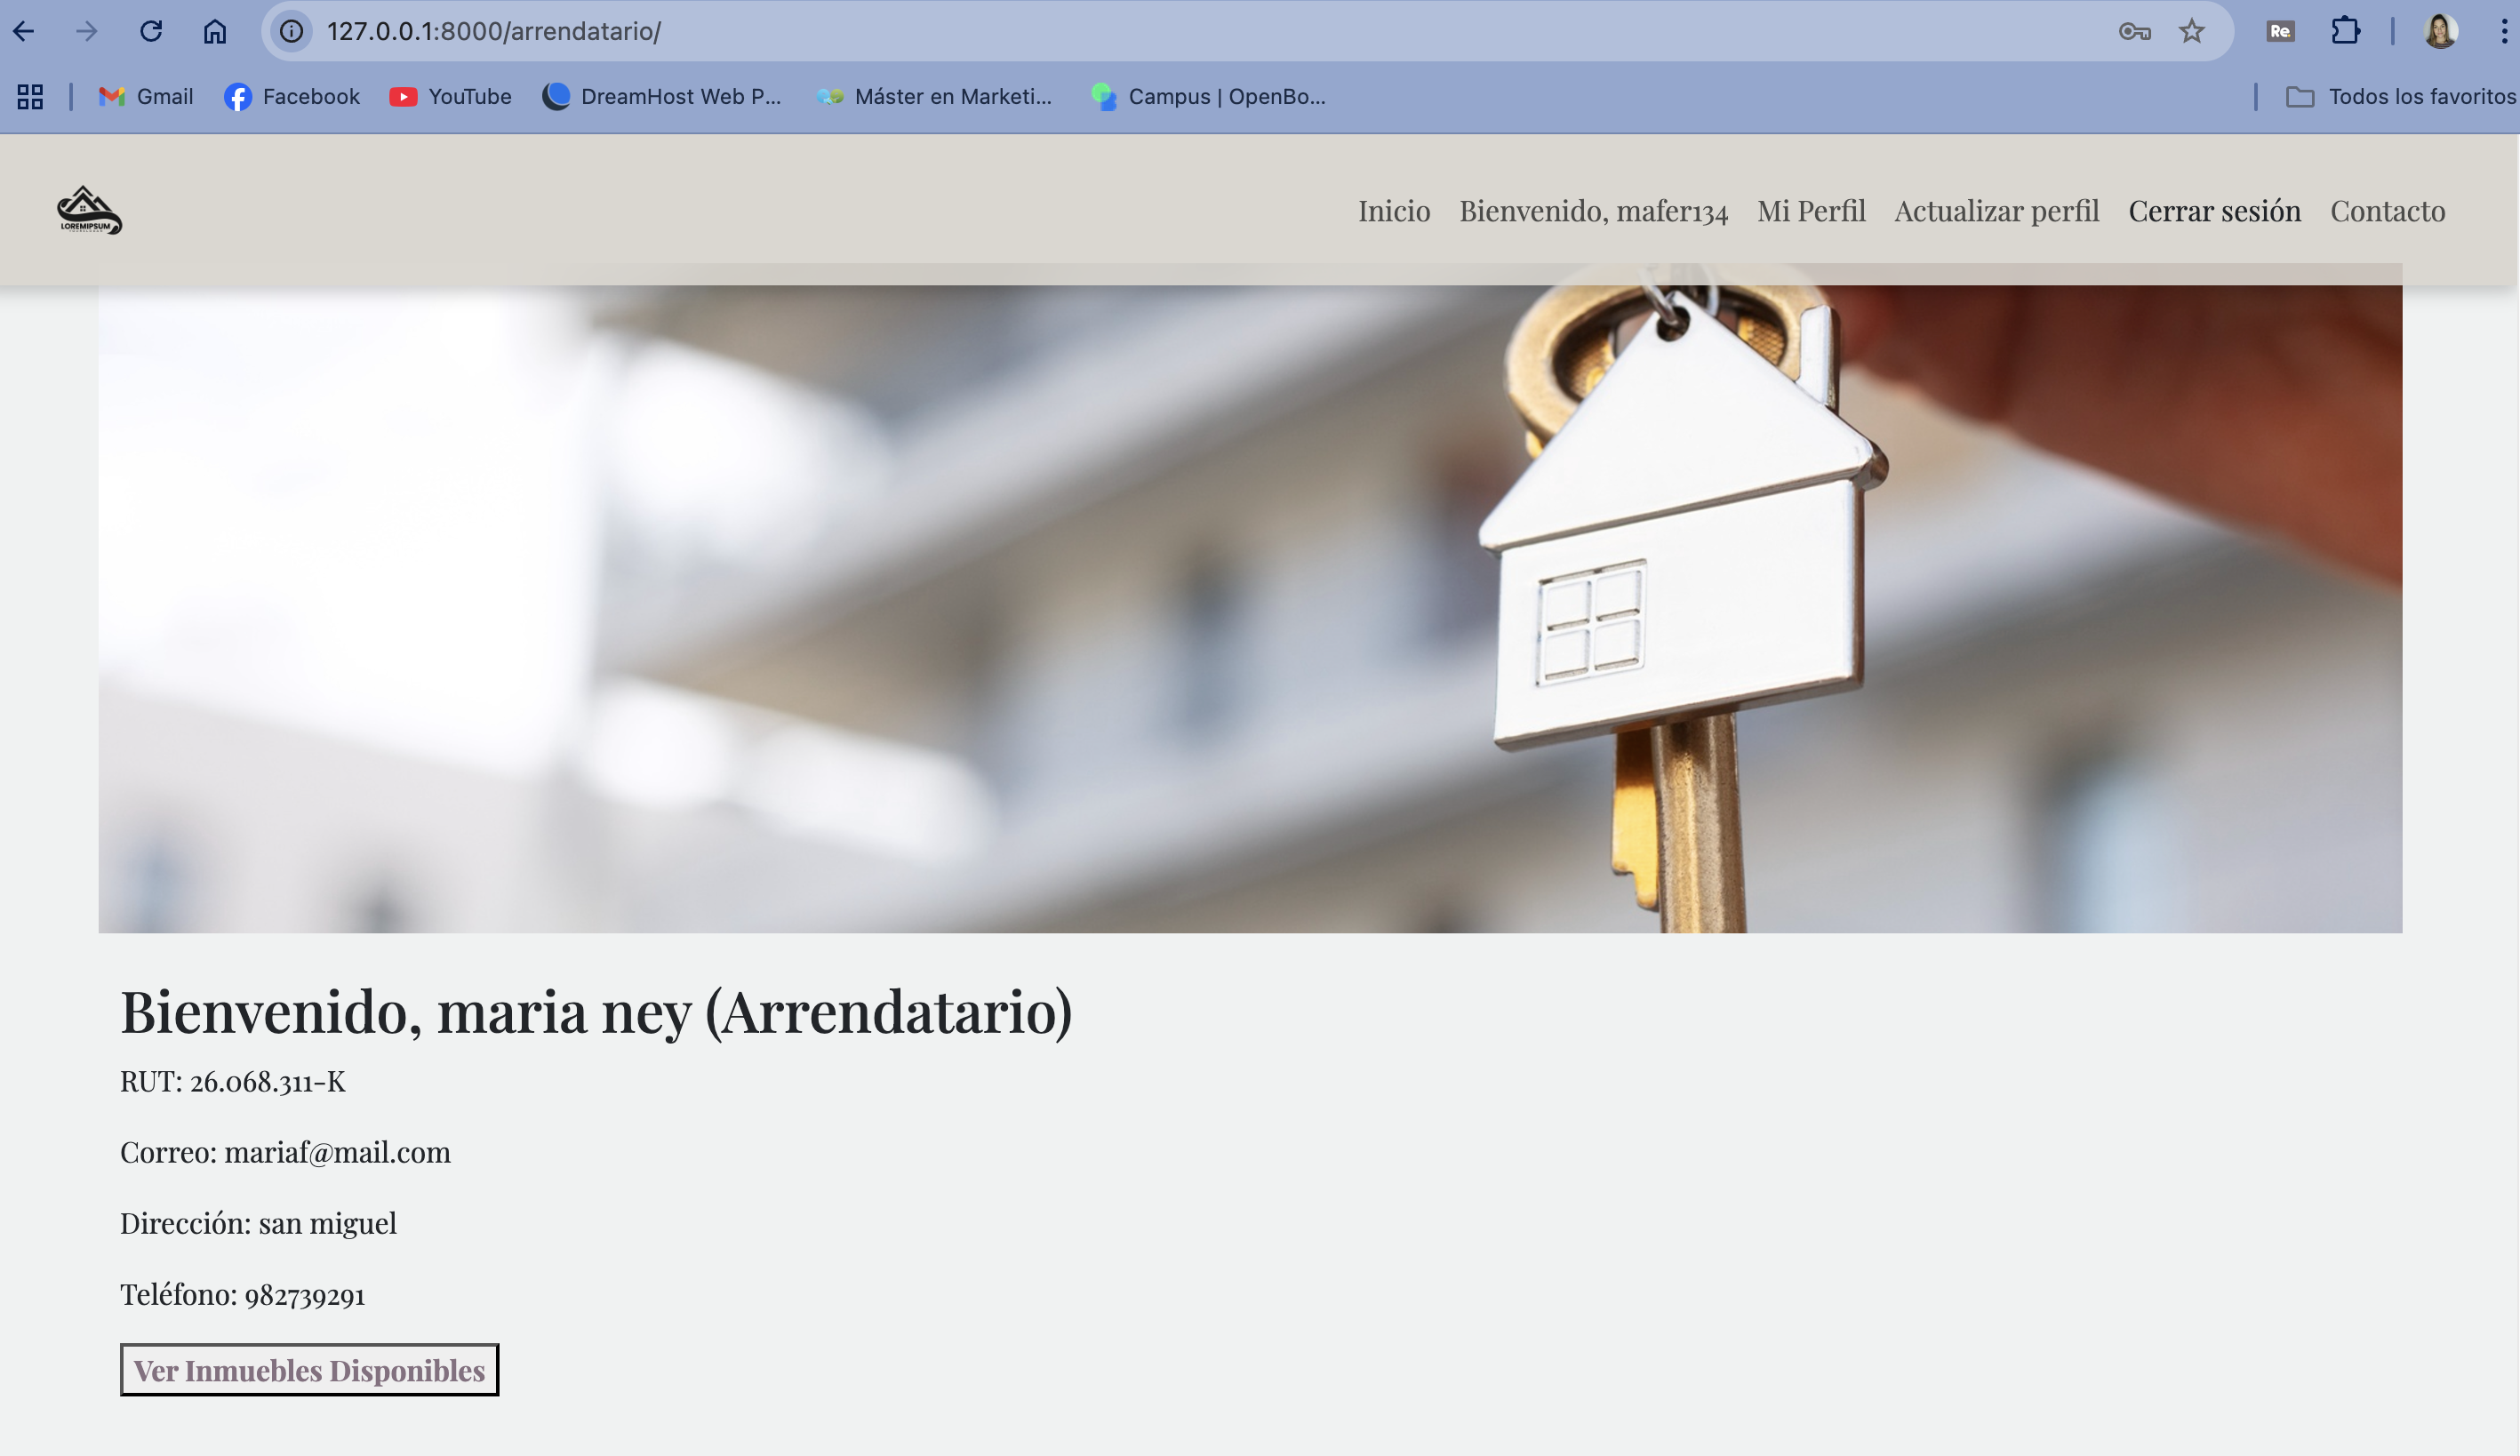 127.0.0.1:8000/arrendatario/
Re.
Gmail
Facebook
YouTube
DreamHost Web P...
Máster en Marketi...
Campus | OpenBo...
Todos los favoritos
LOREMIPSUM
Inicio
Bienvenido, mafer134
Mi Perfil
Actualizar perfil
Cerrar sesión
Contacto
Bienvenido, maria ney (Arrendatario)
RUT: 26.068.311-K
Correo: mariaf@mail.com
Dirección: san miguel
Teléfono: 982739291
Ver Inmuebles Disponibles